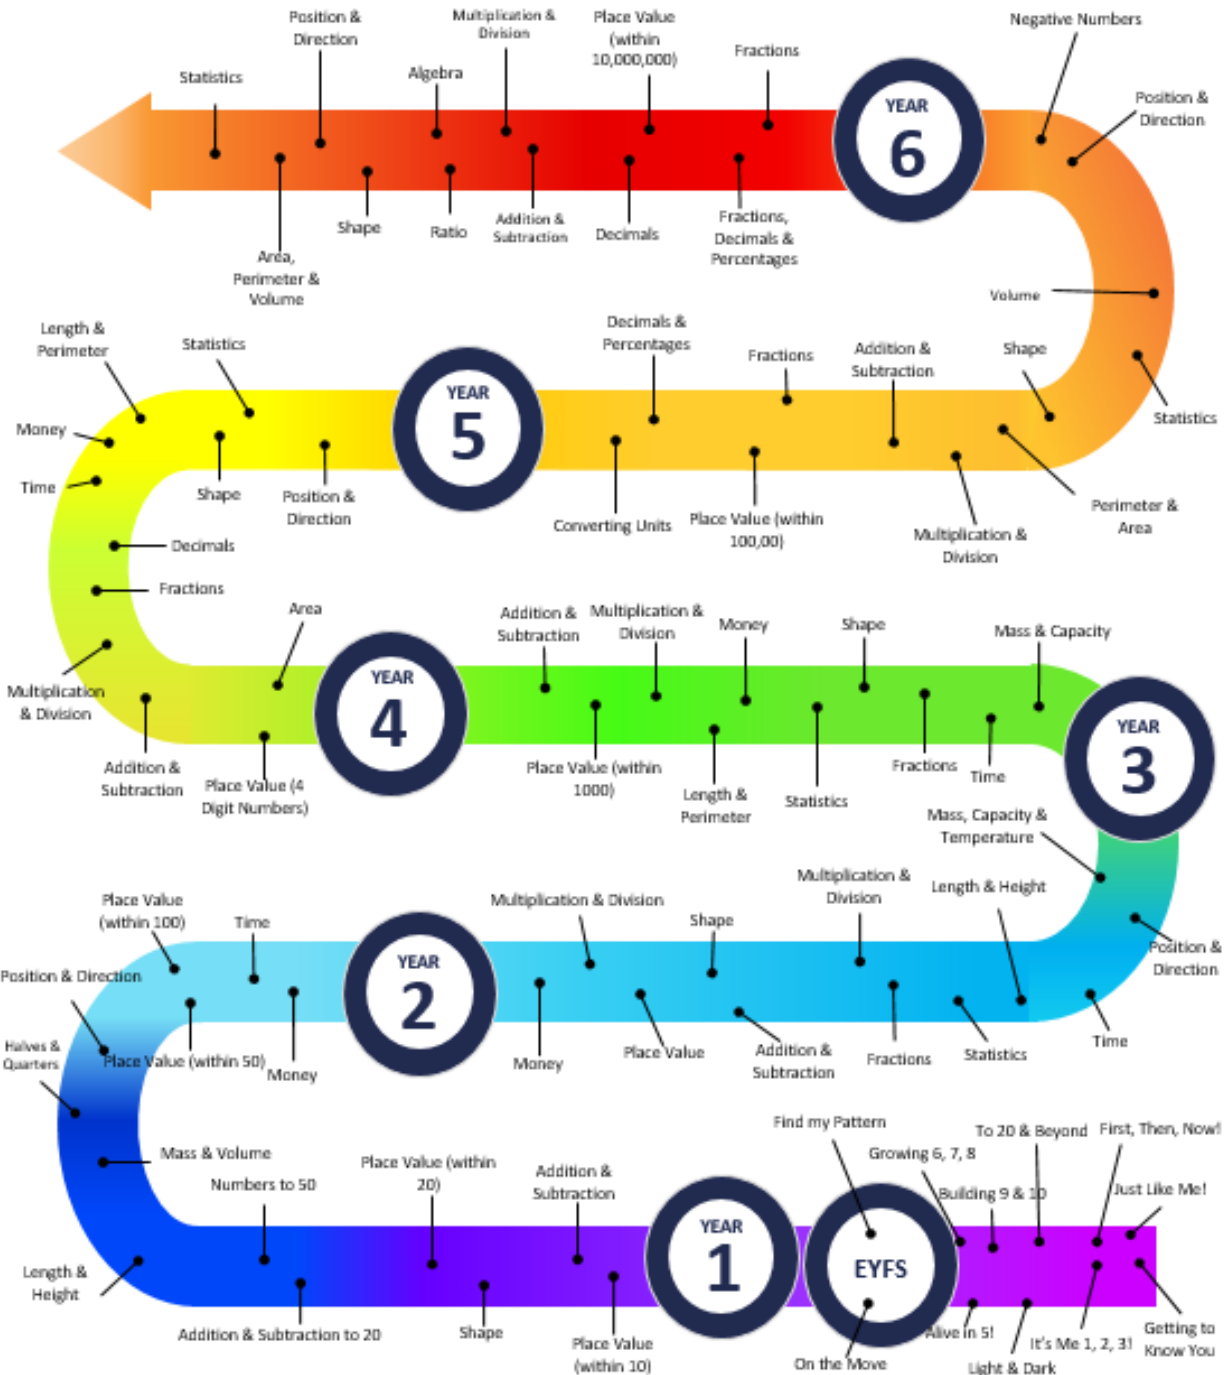 Position &
Direction
Multiplication &
Division
Place Value
(within
10,000,000)
Negative Numbers
Fractions
Statistics
Algebra
YEAR
6
Position &
Direction
Shape
Ratio
Addition &
Subtraction
Decimals
Fractions,
Decimals &
Percentages
Area,
Perimeter &
Volume
Volume
Length &
Perimeter
Statistics
Decimals &
Percentages
Fractions
Addition &
Subtraction
Shape
YEAR
5
Statistics
Money
Time
Shape
Position &
Direction
Converting Units
Place Value (within
100,00)
Multiplication &
Division
Perimeter &
Area
Decimals
Fractions
Area
Addition &
Subtraction
Multiplication &
Division
Money
Shape
Mass & Capacity
Multiplication
& Division
YEAR
4
YEAR
3
Addition &
Subtraction
Place Value (4
Digit Numbers)
Place Value (within
1000)
Length &
Perimeter
Statistics
Fractions
Time
Mass, Capacity &
Temperature
Place Value
(within 100)
Time
Multiplication & Division
Shape
Multiplication &
Division
Length & Height
Position & Direction
YEAR
2
Position &
Direction
Halves &
Quarters
Place Value (within 50)
Money
Money
Place Value
Addition &
Subtraction
Fractions
Statistics
Time
Mass & Volume
Numbers to 50
Place Value (within
20)
Addition &
Subtraction
Find my Pattern
Growing 6, 7, 8
To 20 & Beyond
First, Then, Now!
Building 9 & 10
Just Like Me!
YEAR
1
EYFS
Length &
Height
Addition & Subtraction to 20
Shape
Place Value
(within 10)
On the Move
Alive in 5!
Light & Dark
It's Me 1, 2, 3!
Getting to
Know You